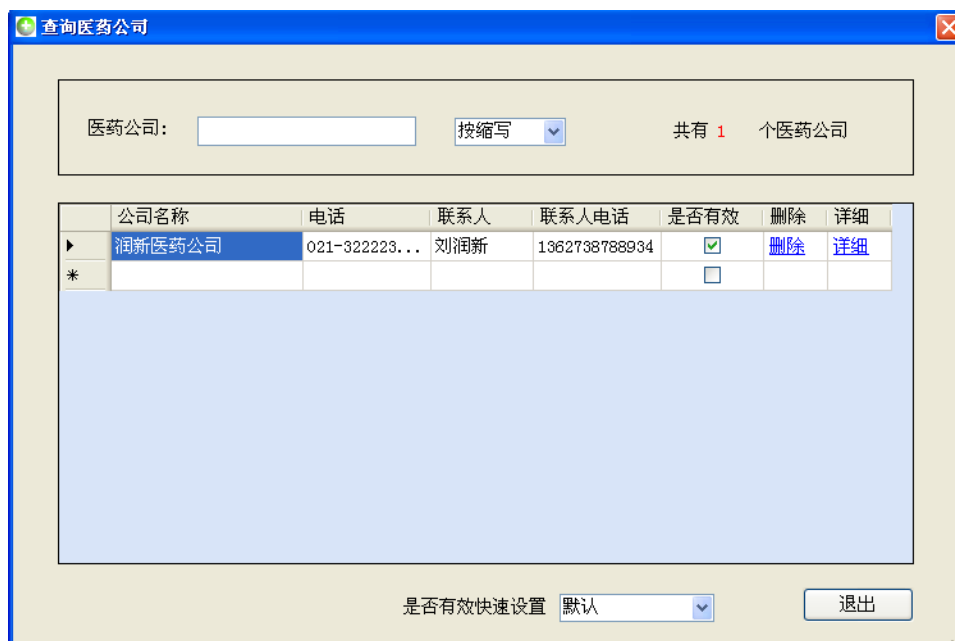 查询医药公司
医药公司: 按缩写 共有 1 个医药公司
公司名称 电话 联系人 联系人电话 是否有效 删除 详细
润新医药公司 021-322223... 刘润新 1362738788934 删除 详细
是否有效快速设置 默认 退出